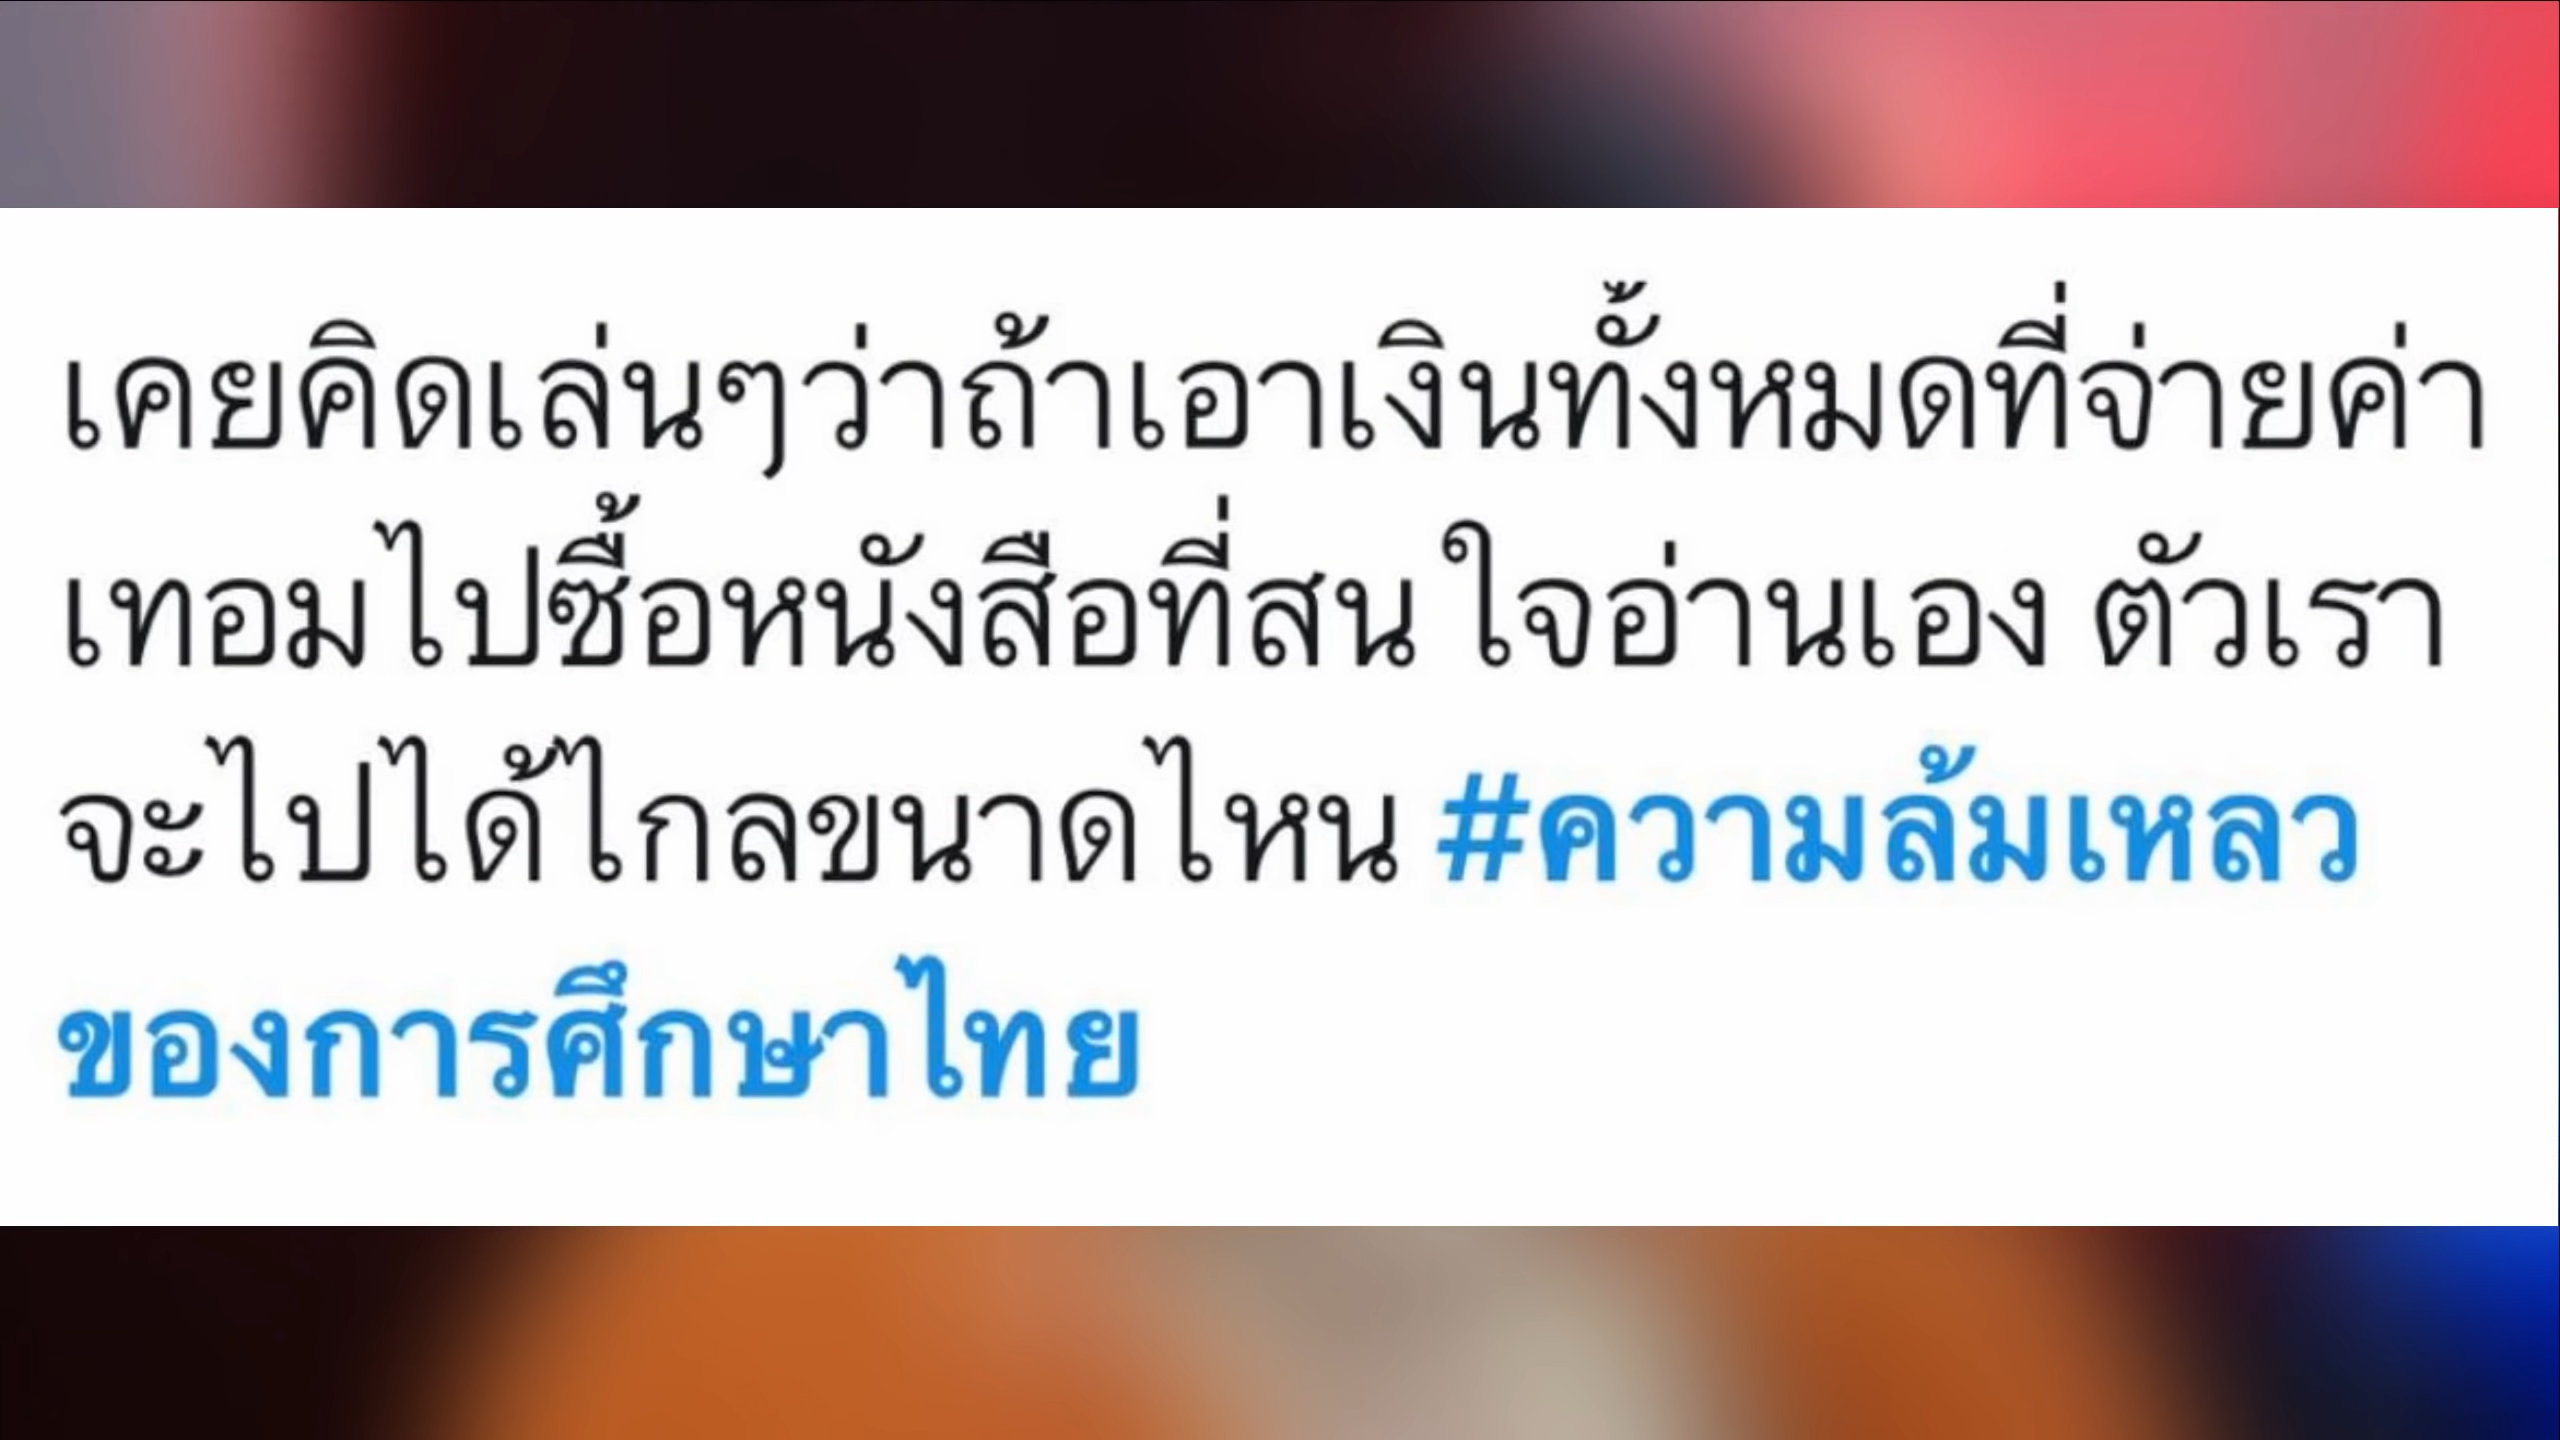 เคยคิดเล่นๆว่าถ้าเอาเงินทั้งหมดที่จ่ายค่า
เทอมไปซื้อหนังสือที่สนใจอ่านเอง ตัวเรา
จะไปได้ไกลขนาดไหน #ความล้มเหลว
ของการศึกษาไทย